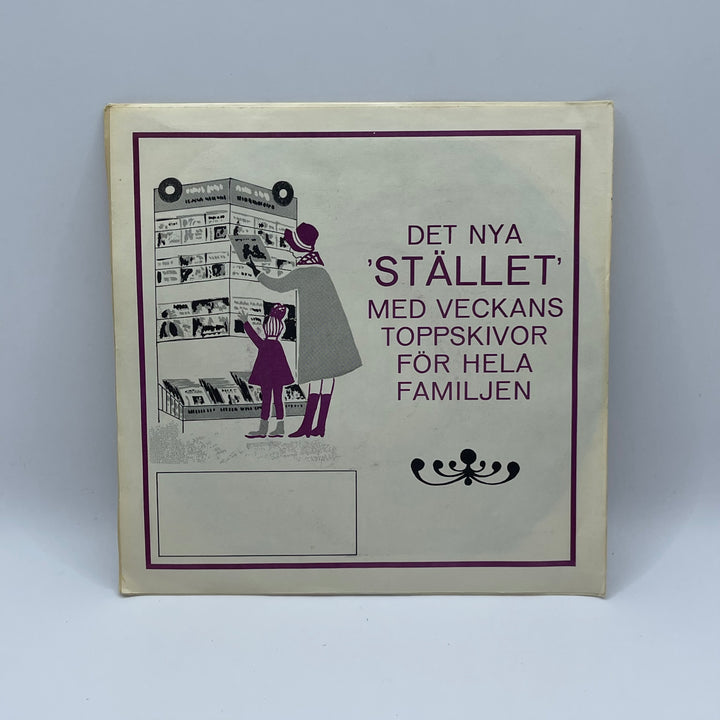 DET NYA
'STÄLLET'
MED VECKANS
TOPPSKIVOR
FÖR HELA
FAMILJEN